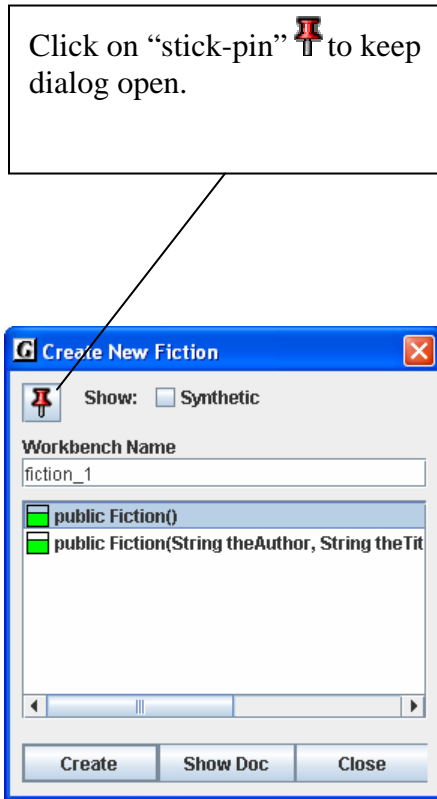 Click on “stick-pin” to keep
dialog open.
G Create New Fiction
Show: Synthetic
Workbench Name
fiction_1
public Fiction()
public Fiction(String theAuthor, String theTit
Create Show Doc Close